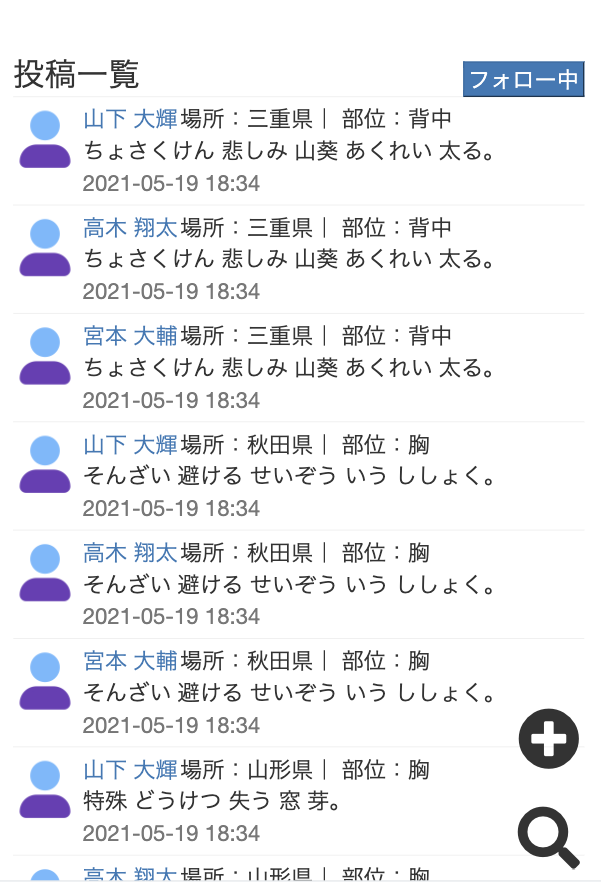 投稿一覧
フォロー中
山下 大輝場所：三重県｜ 部位：背中
ちょさくけん 悲しみ 山葵 あくれい 太る。
2021-05-19 18:34
高木 翔太場所：三重県｜ 部位：背中
ちょさくけん 悲しみ 山葵 あくれい 太る。
2021-05-19 18:34
宮本 大輔場所：三重県｜ 部位：背中
ちょさくけん 悲しみ 山葵 あくれい 太る。
2021-05-19 18:34
山下 大輝場所：秋田県｜ 部位：胸
そんざい 避ける せいぞう いう ししょく。
2021-05-19 18:34
高木 翔太場所：秋田県｜ 部位：胸
そんざい 避ける せいぞう いう ししょく。
2021-05-19 18:34
宮本 大輔場所：秋田県｜ 部位：胸
そんざい 避ける せいぞう いう ししょく。
2021-05-19 18:34
山下 大輝場所：山形県｜ 部位：胸
特殊 どうけつ 失う 窓 芽。
2021-05-19 18:34
高木 翔太場所：山形県｜ 部位：胸